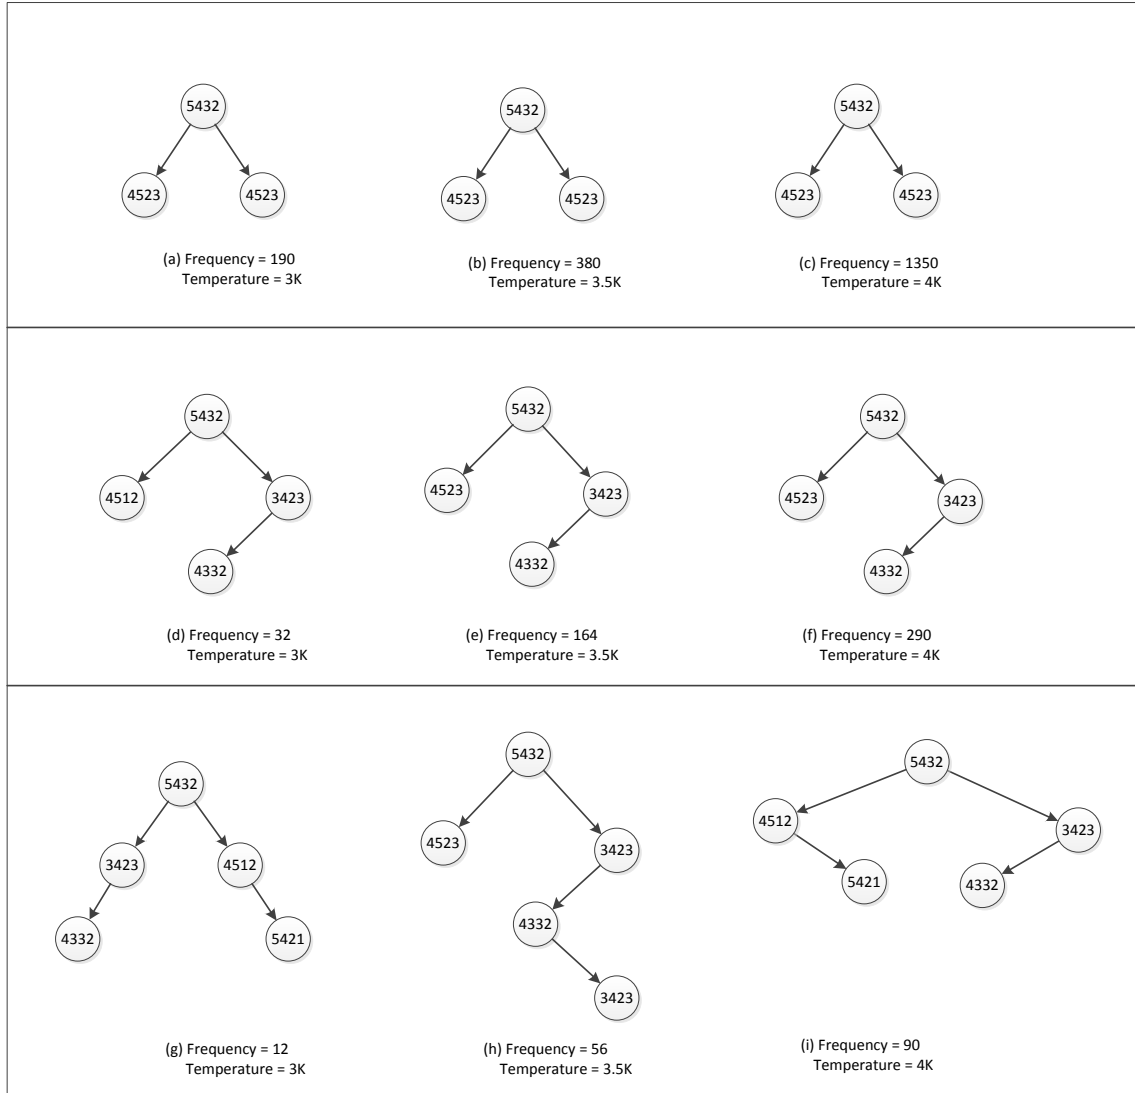 5432
5432
5432
4523
4523
4523
4523
4523
4523
(a) Frequency = 190
Temperature = 3K
(b) Frequency = 380
Temperature = 3.5K
(c) Frequency = 1350
Temperature = 4K
5432
5432
5432
4512
3423
4523
3423
4523
3423
4332
4332
4332
(d) Frequency = 32
Temperature = 3K
(e) Frequency = 164
Temperature = 3.5K
(f) Frequency = 290
Temperature = 4K
5432
3423
4512
4332
5421
(g) Frequency = 12
Temperature = 3K
5432
4523
3423
4332
3423
(h) Frequency = 56
Temperature = 3.5K
5432
4512
3423
5421
4332
(i) Frequency = 90
Temperature = 4K